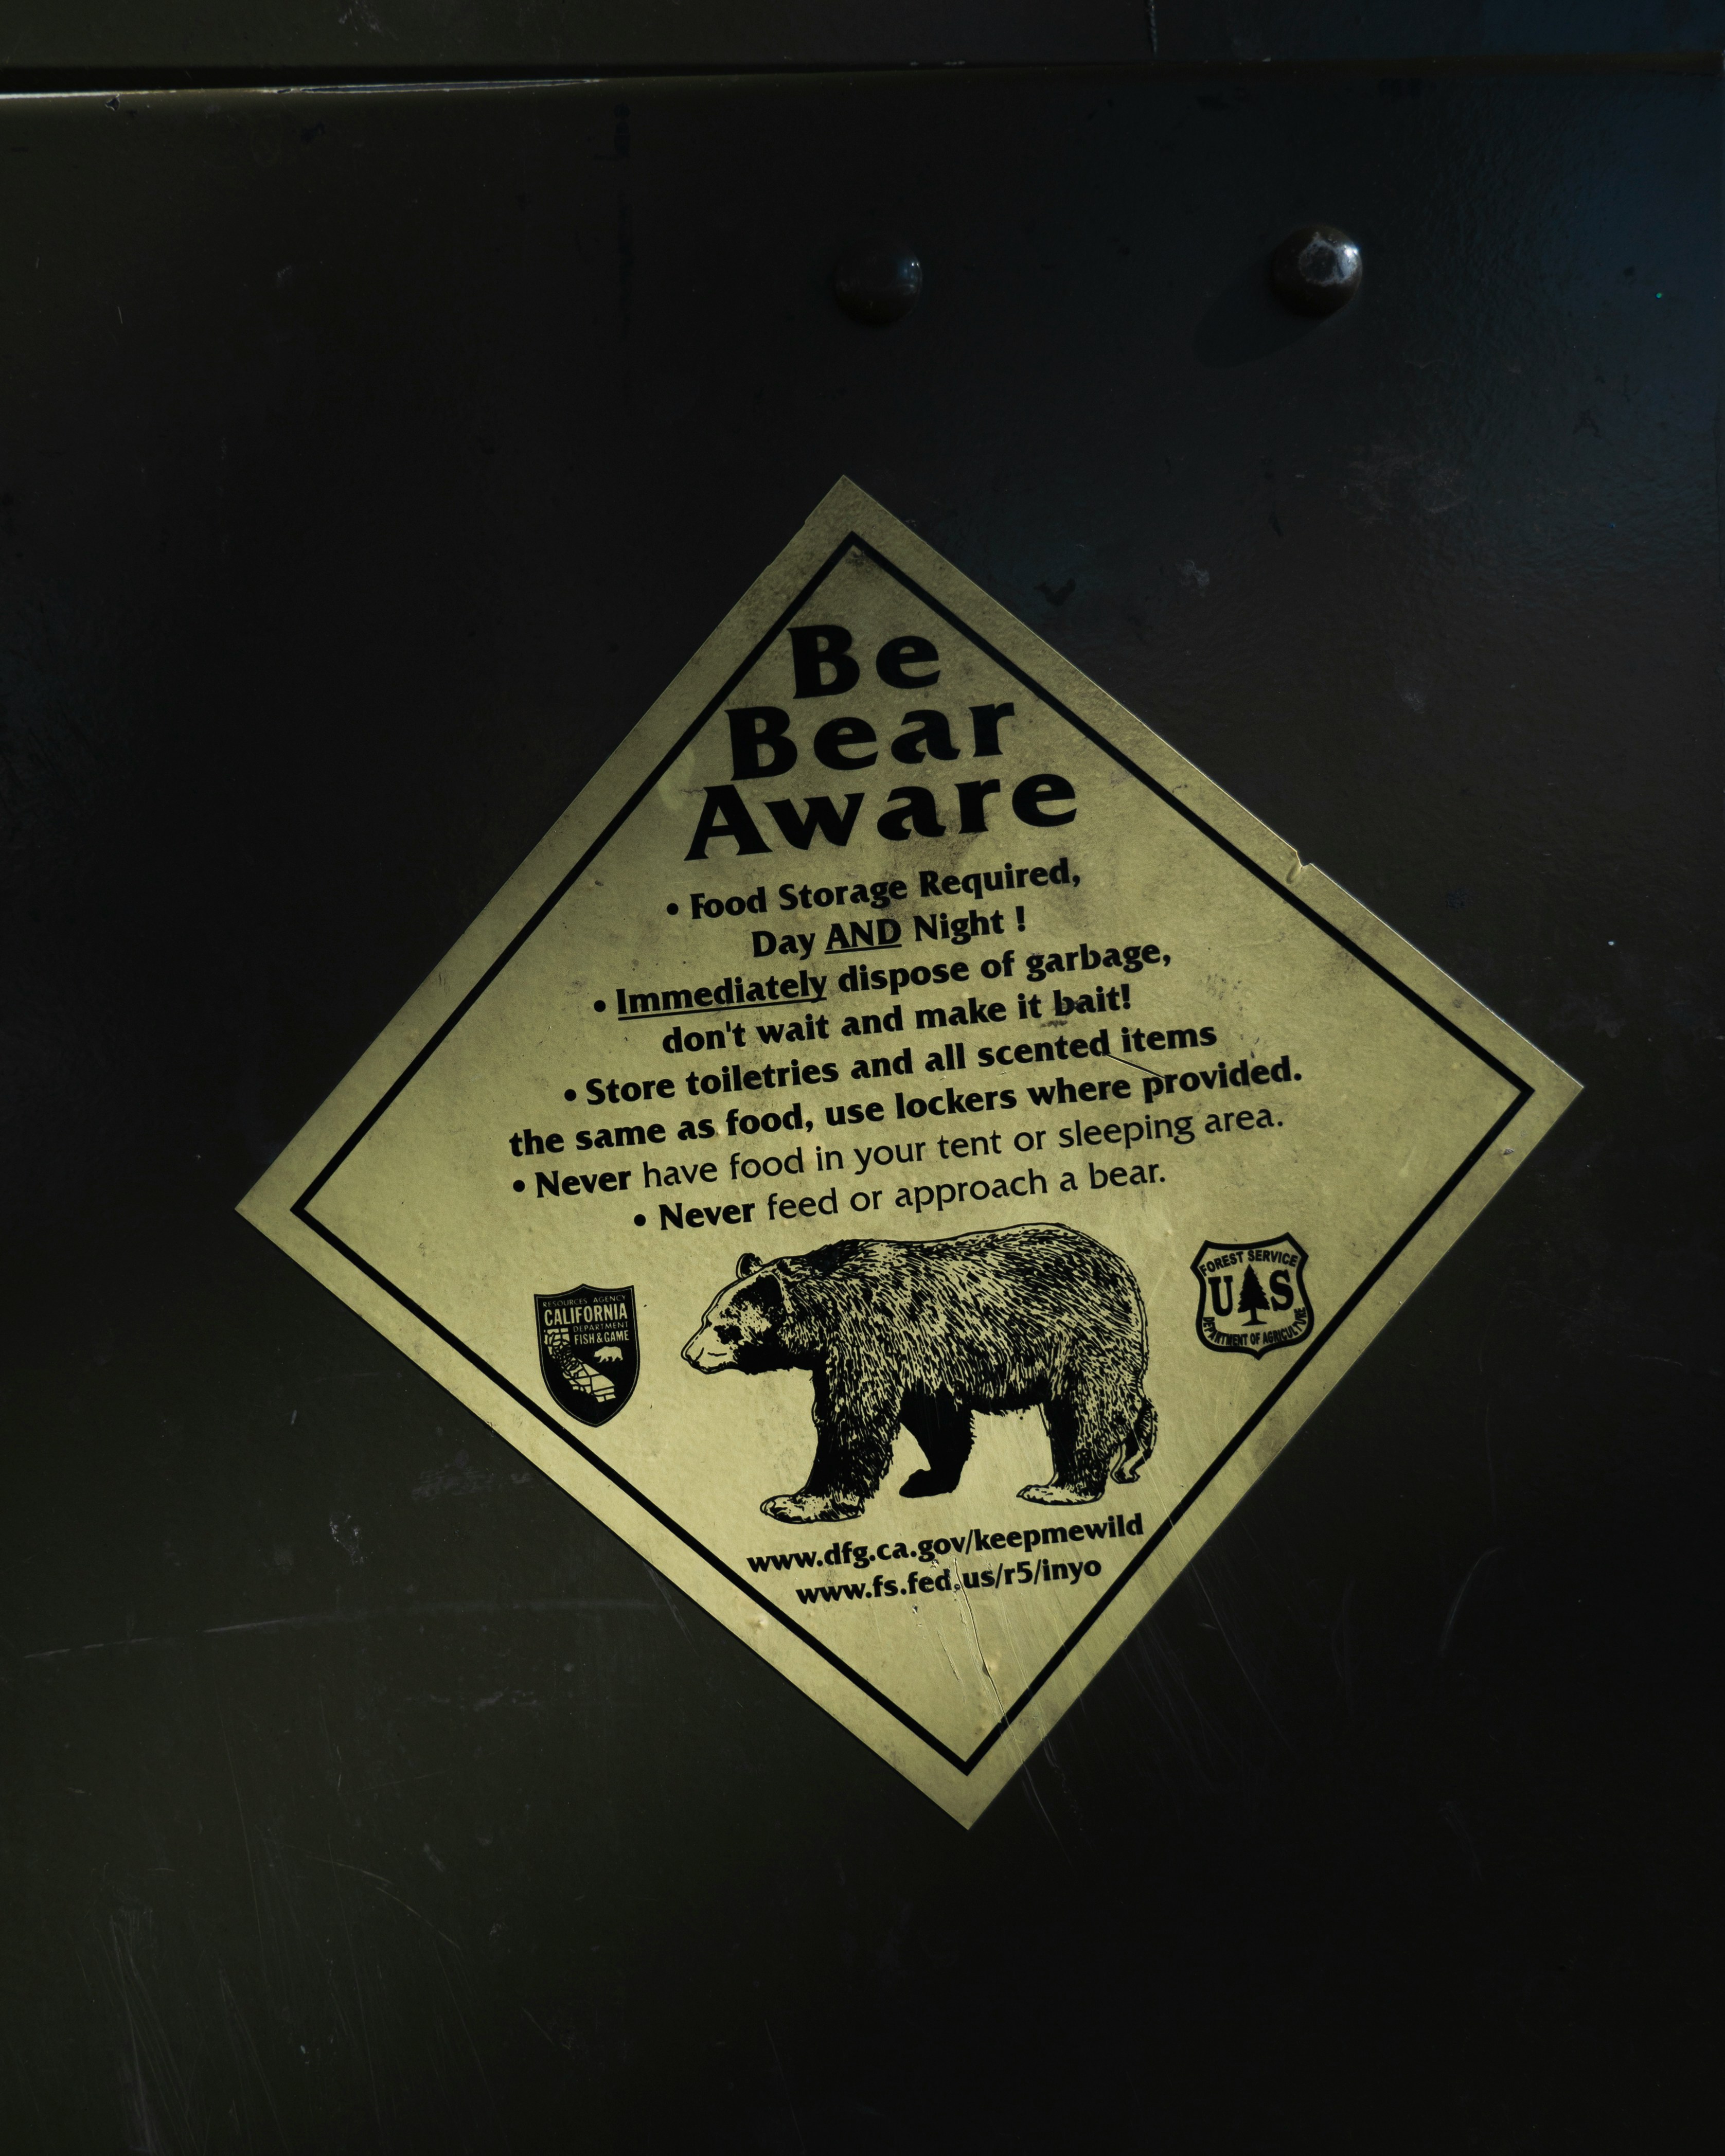 Be
Bear
Aware
• Food Storage Required,
Day AND Night !
• Immediately dispose of garbage,
don't wait and make it bait!
• Store toiletries and all scented items
the same as food, use lockers where provided.
• Never have food in your tent or sleeping area.
• Never feed or approach a bear.
RESOURCES AGENCY
CALIFORNIA
DEPARTMENT
FISH & GAME
FOREST SERVICE
U S
DEPARTMENT OF AGRICULTURE
www.dfg.ca.gov/keepmewild
www.fs.fed.us/r5/inyo